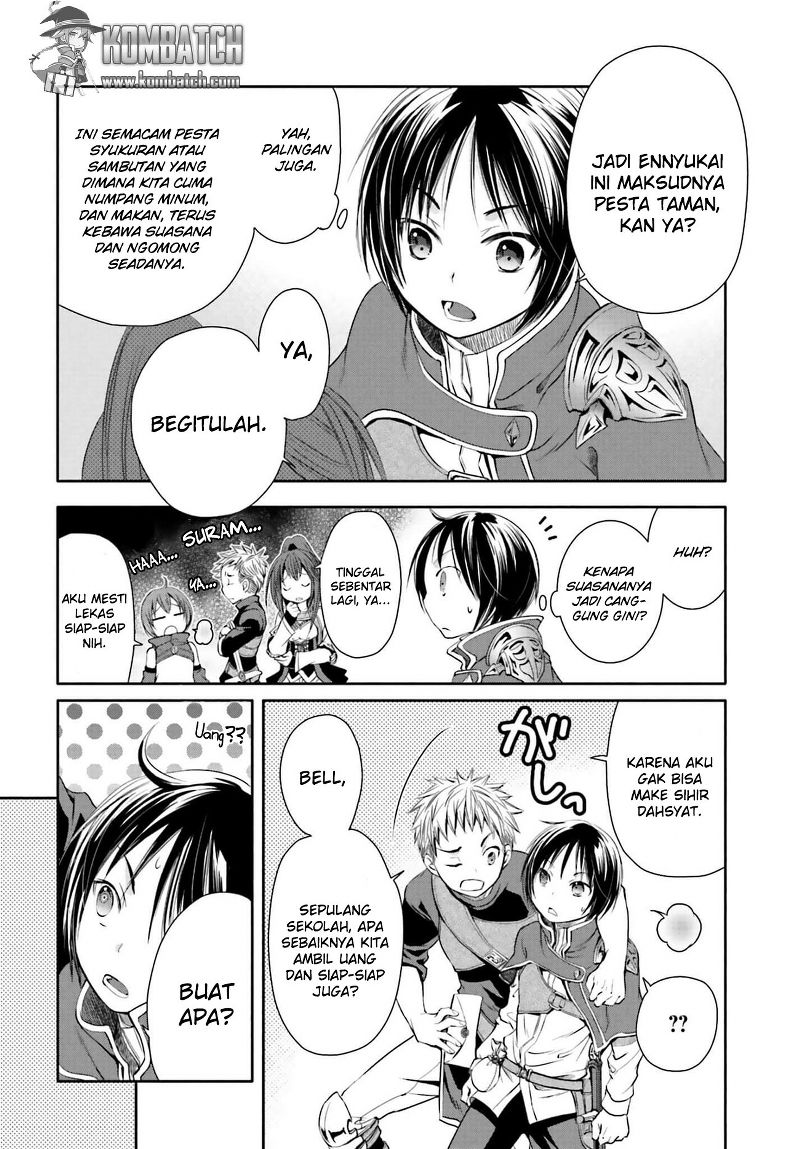 KOMBATCH
www.kombatch.com
JADI ENNYUKAI
INI MAKSUDNYA
PESTA TAMAN,
KAN YA?
YAH,
PALINGAN
JUGA.
INI SEMACAM PESTA
SYUKURAN ATAU
SAMBUTAN YANG
DIMANA KITA CUMA
NUMPANG MINUM,
DAN MAKAN, TERUS
KEBAWA SUASANA
DAN NGOMONG
SEADANYA.
YA,
BEGITULAH.
HUH?
KENAPA
SUASANANYA
JADI CANG-
GUNG GINI?
TINGGAL
SEBENTAR
LAGI, YA...
SURAM...
HAAA...
YA...
AKU MESTI
LEKAS
SIAP-SIAP
NIH.
KARENA AKU
GAK BISA
MAKE SIHIR
DAHSYAT.
がしっ
BELL,
SEPULANG
SEKOLAH, APA
SEBAIKNYA KITA
AMBIL UANG
DAN SIAP-SIAP
JUGA?
??
Uang??
BUAT
APA?